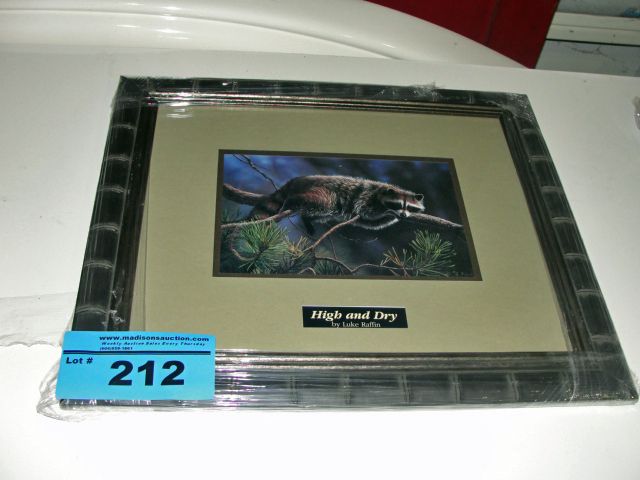 High and Dry
by Luke Raffin
www.madisonsauction.com
Weekly Auction Sales Every Thursday
Lot #
212